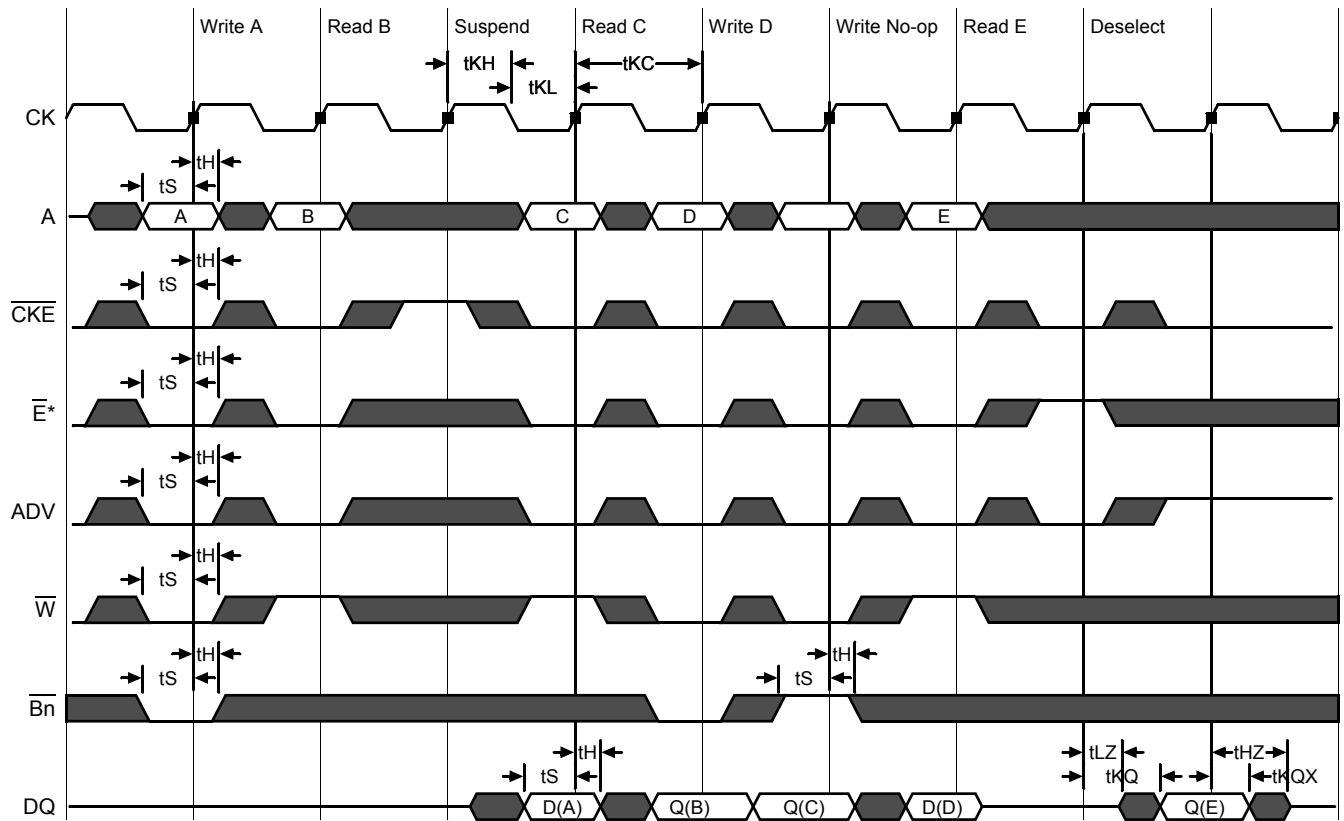 Write A Read B Suspend Read C Write D Write No-op Read E Deselect
tKH tKC
tKL
CK
tH
tS
A A B C D E
tH
tS
CKE
tH
tS
E*
tH
tS
ADV
tH
tS
W
tH tH
tS tS
Bn
tH tLZ tHZ
tS tKQ tKQX
DQ D(A) Q(B) Q(C) D(D) Q(E)